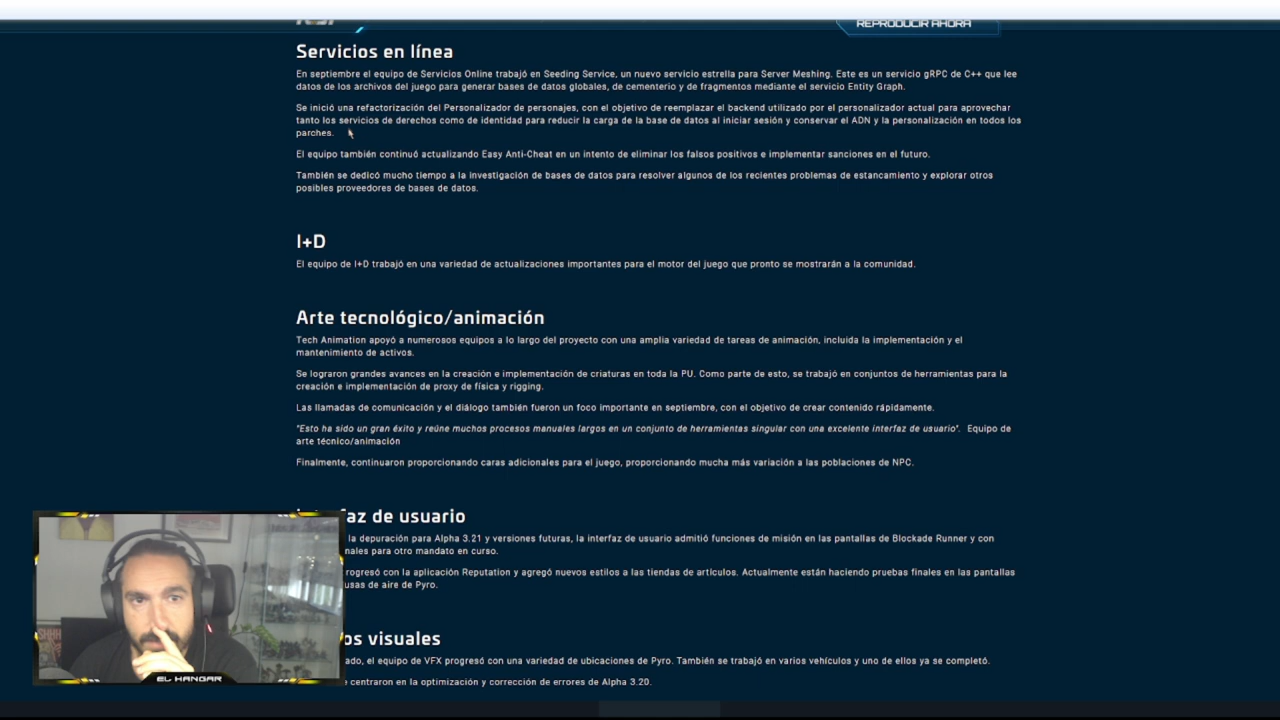 REPRODUCIR AHORA
Servicios en línea
En septiembre el equipo de Servicios Online trabajó en Seeding Service, un nuevo servicio estrella para Server Meshing. Este es un servicio gRPC de C++ que lee
datos de los archivos del juego para generar bases de datos globales, de cementerio y de fragmentos mediante el servicio Entity Graph.
Se inició una refactorización del Personalizador de personajes, con el objetivo de reemplazar el backend utilizado por el personalizador actual para aprovechar
tanto los servicios de derechos como de identidad para reducir la carga de la base de datos al iniciar sesión y conservar el ADN y la personalización en todos los
parches.
El equipo también continuó actualizando Easy Anti-Cheat en un intento de eliminar los falsos positivos e implementar sanciones en el futuro.
También se dedicó mucho tiempo a la investigación de bases de datos para resolver algunos de los recientes problemas de estancamiento y explorar otros
posibles proveedores de bases de datos.
I+D
El equipo de I+D trabajó en una variedad de actualizaciones importantes para el motor del juego que pronto se mostrarán a la comunidad.
Arte tecnológico/animación
Tech Animation apoyó a numerosos equipos a lo largo del proyecto con una amplia variedad de tareas de animación, incluida la implementación y el
mantenimiento de activos.
Se lograron grandes avances en la creación e implementación de criaturas en toda la PU. Como parte de esto, se trabajó en conjuntos de herramientas para la
creación e implementación de proxy de física y rigging.
Las llamadas de comunicación y el diálogo también fueron un foco importante en septiembre, con el objetivo de crear contenido rápidamente.
"Esto ha sido un gran éxito y reúne muchos procesos manuales largos en un conjunto de herramientas singular con una excelente interfaz de usuario". Equipo de
arte técnico/animación
Finalmente, continuaron proporcionando caras adicionales para el juego, proporcionando mucha más variación a las poblaciones de NPC.
faz de usuario
la depuración para Alpha 3.21 y versiones futuras, la interfaz de usuario admitió funciones de misión en las pantallas de Blockade Runner y con
nales para otro mandato en curso.
rogresó con la aplicación Reputation y agregó nuevos estilos a las tiendas de artículos. Actualmente están haciendo pruebas finales en las pantallas
usas de aire de Pyro.
os visuales
ado, el equipo de VFX progresó con una variedad de ubicaciones de Pyro. También se trabajó en varios vehículos y uno de ellos ya se completó.
e centraron en la optimización y corrección de errores de Alpha 3.20.
EL HANGAR